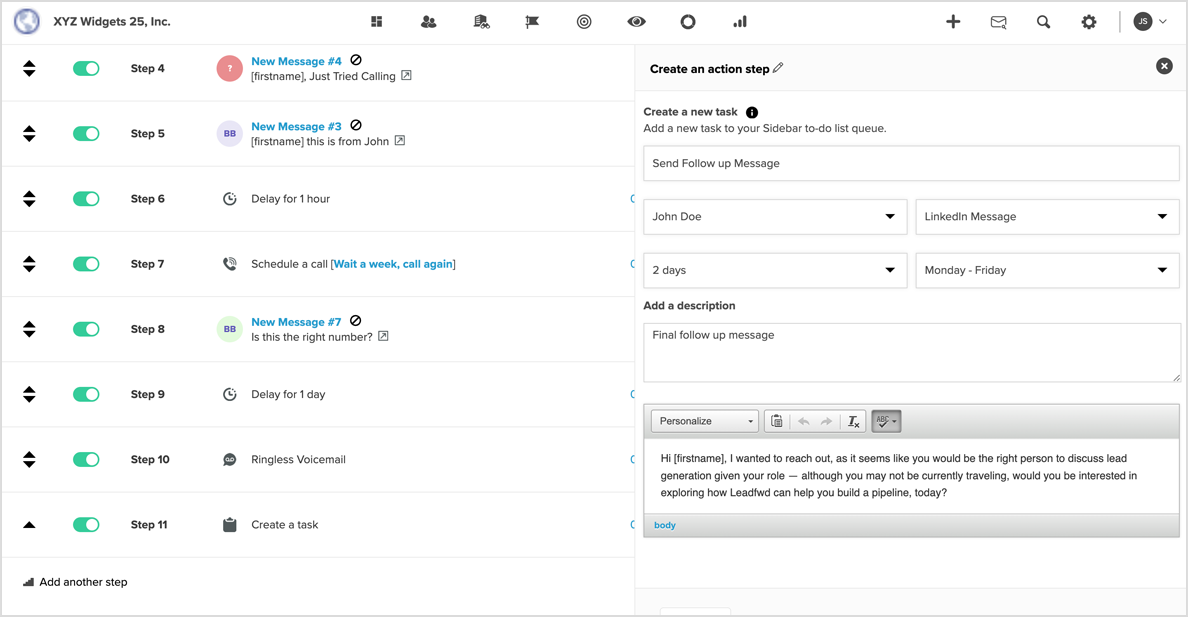 XYZ Widgets 25, Inc.
JS
Step 4
?
New Message #4
[firstname], Just Tried Calling
Step 5
BB
New Message #3
[firstname] this is from John
Step 6
Delay for 1 hour
Step 7
Schedule a call [Wait a week, call again]
Step 8
BB
New Message #7
Is this the right number?
Step 9
Delay for 1 day
Step 10
Ringless Voicemail
Step 11
Create a task
Add another step
Create an action step
Create a new task
Add a new task to your Sidebar to-do list queue.
Send Follow up Message
John Doe
LinkedIn Message
2 days
Monday - Friday
Add a description
Final follow up message
Personalize
ABC
Hi [firstname], I wanted to reach out, as it seems like you would be the right person to discuss lead
generation given your role — although you may not be currently traveling, would you be interested in
exploring how Leadfwd can help you build a pipeline, today?
body